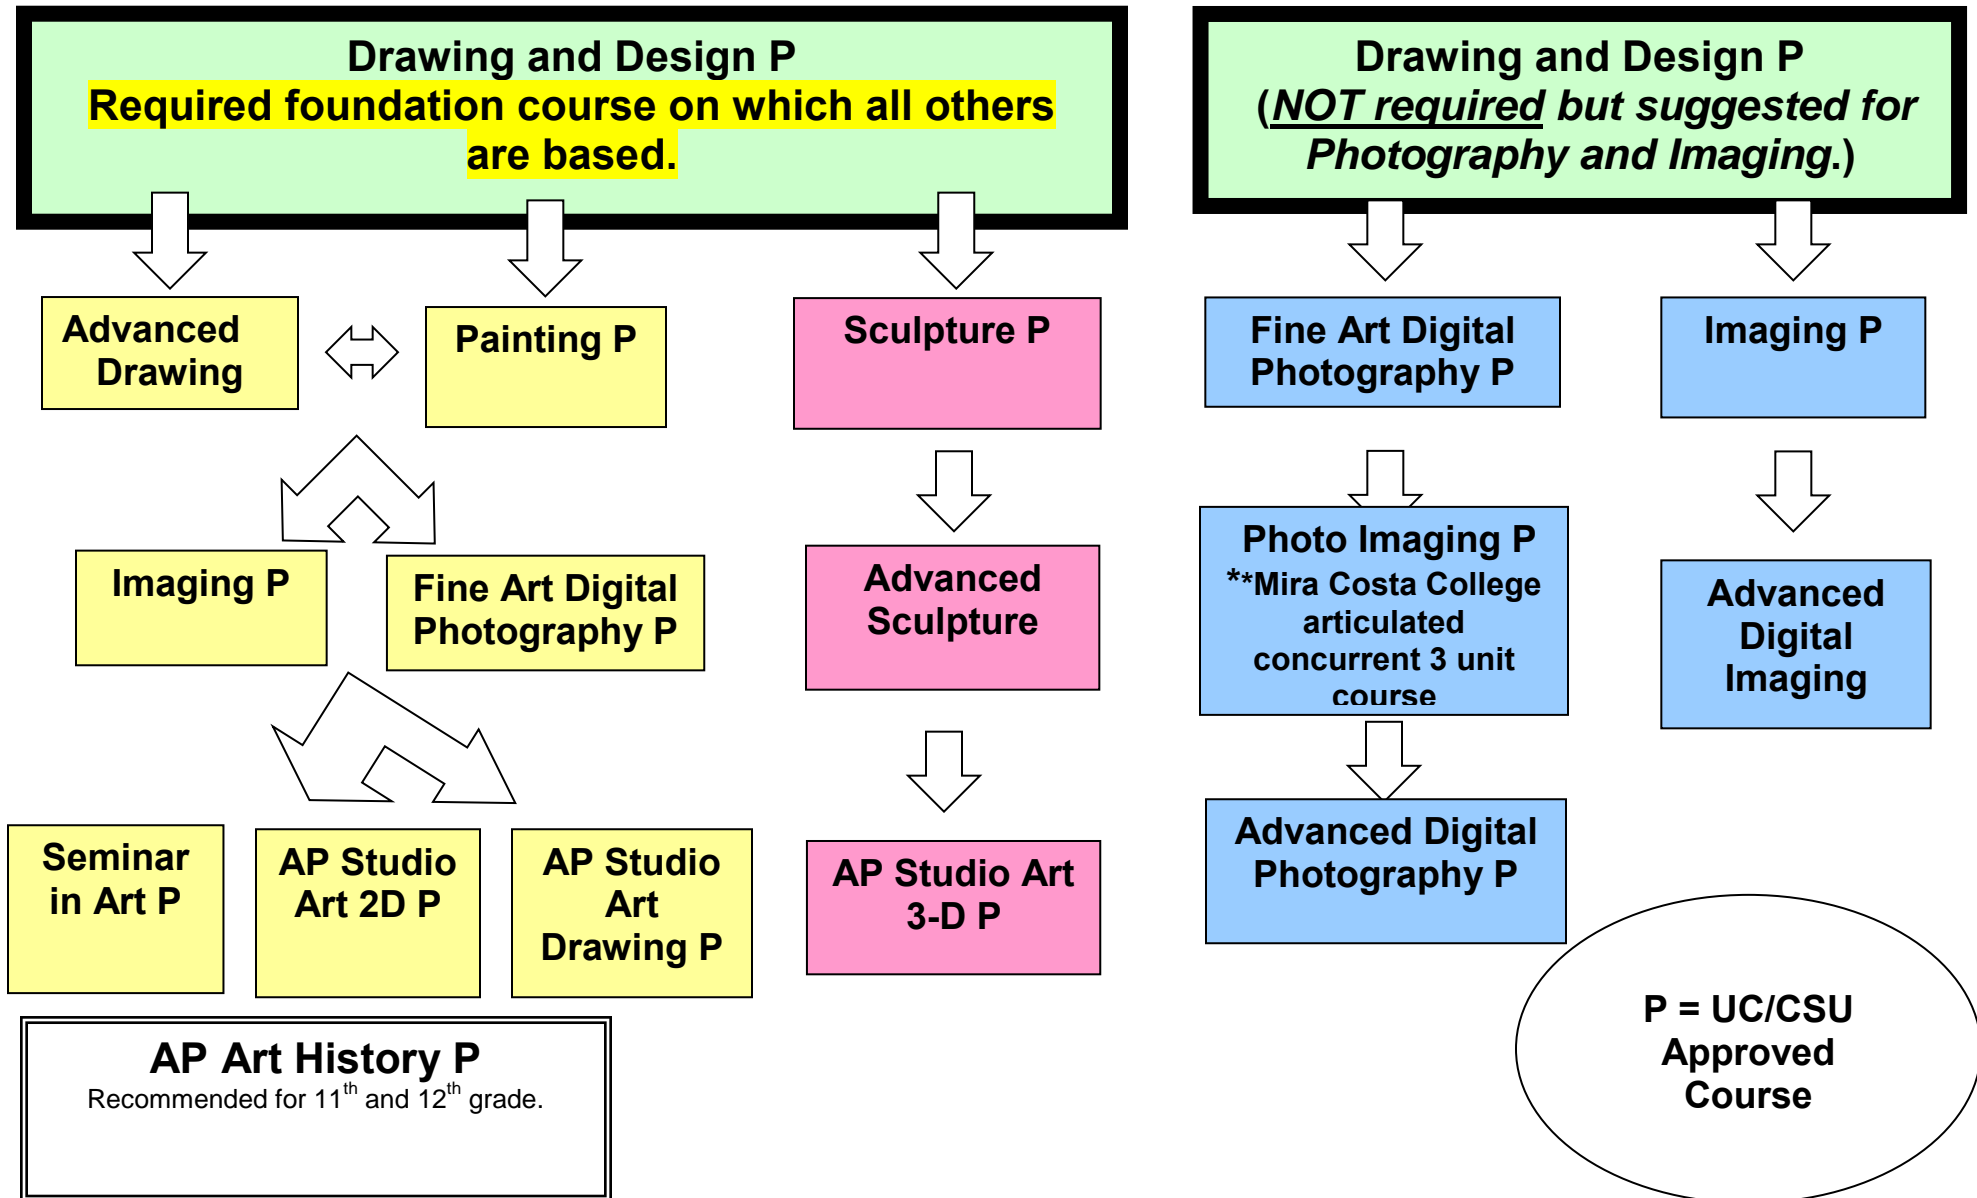 Drawing and Design P
Required foundation course on which all others
are based.
Drawing and Design P
(NOT required but suggested for
Photography and Imaging.)
Advanced
Drawing
Painting P
Sculpture P
Fine Art Digital
Photography P
Imaging P
Imaging P
Fine Art Digital
Photography P
Advanced
Sculpture
Photo Imaging P
**Mira Costa College
articulated
concurrent 3 unit
course
Advanced
Digital
Imaging
Seminar
in Art P
AP Studio
Art 2D P
AP Studio
Art
Drawing P
AP Studio Art
3-D P
Advanced Digital
Photography P
AP Art History P
Recommended for 11th and 12th grade.
P = UC/CSU
Approved
Course